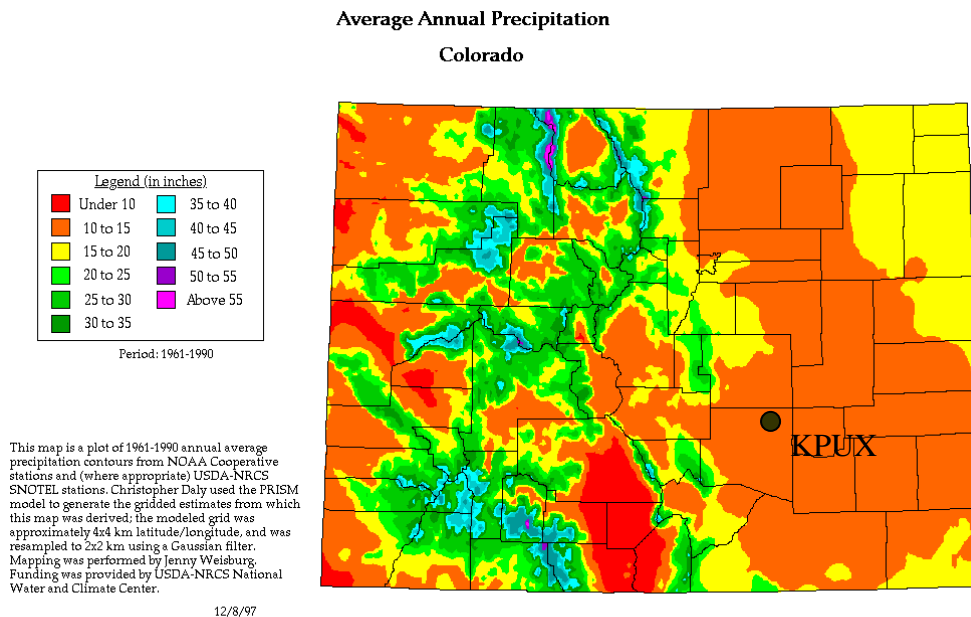 Average Annual Precipitation
Colorado
Legend (in inches)
Under 10
35 to 40
10 to 15
40 to 45
15 to 20
45 to 50
20 to 25
50 to 55
25 to 30
Above 55
30 to 35
Period: 1961-1990
KPUX
This map is a plot of 1961-1990 annual average
precipitation contours from NOAA Cooperative
stations and (where appropriate) USDA-NRCS
SNOTEL stations. Christopher Daly used the PRISM
model to generate the gridded estimates from which
this map was derived; the modeled grid was
approximately 4x4 km latitude/longitude, and was
resampled to 2x2 km using a Gaussian filter.
Mapping was performed by Jenny Weisburg.
Funding was provided by USDA-NRCS National
Water and Climate Center.
12/8/97